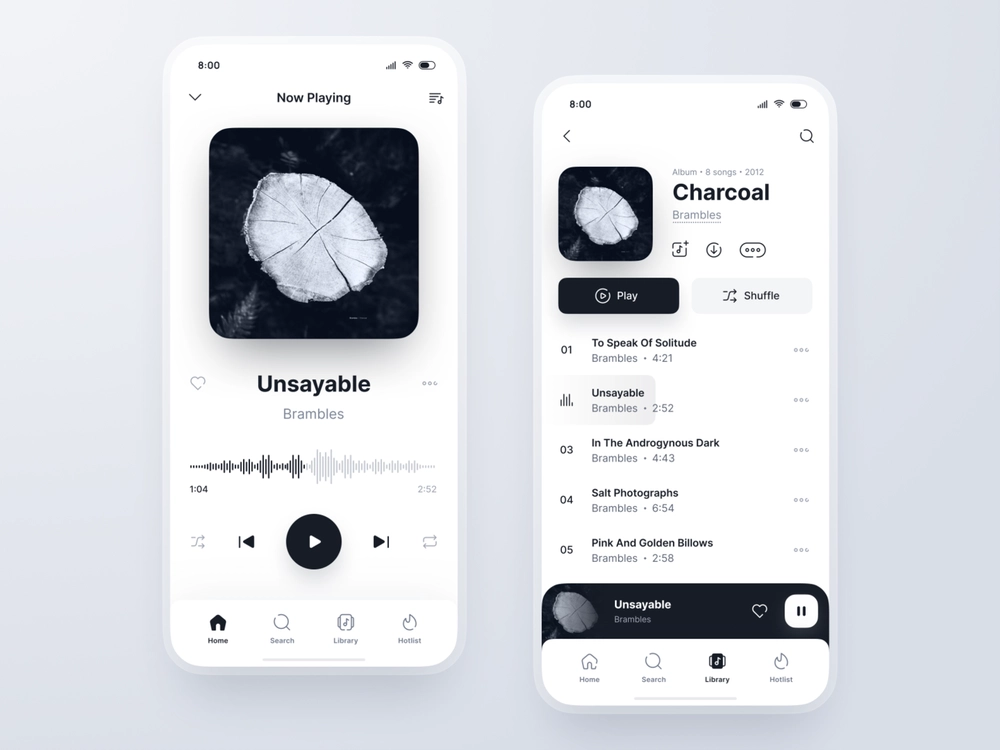 8:00
Now Playing
Unsayable
Brambles
1:04
2:52
Home
Search
Library
Hotlist
8:00
Album • 8 songs • 2012
Charcoal
Brambles
Play
Shuffle
01
To Speak Of Solitude
Brambles • 4:21
Unsayable
Brambles • 2:52
03
In The Androgynous Dark
Brambles • 4:43
04
Salt Photographs
Brambles • 6:54
05
Pink And Golden Billows
Brambles • 2:58
Unsayable
Brambles
Home
Search
Library
Hotlist